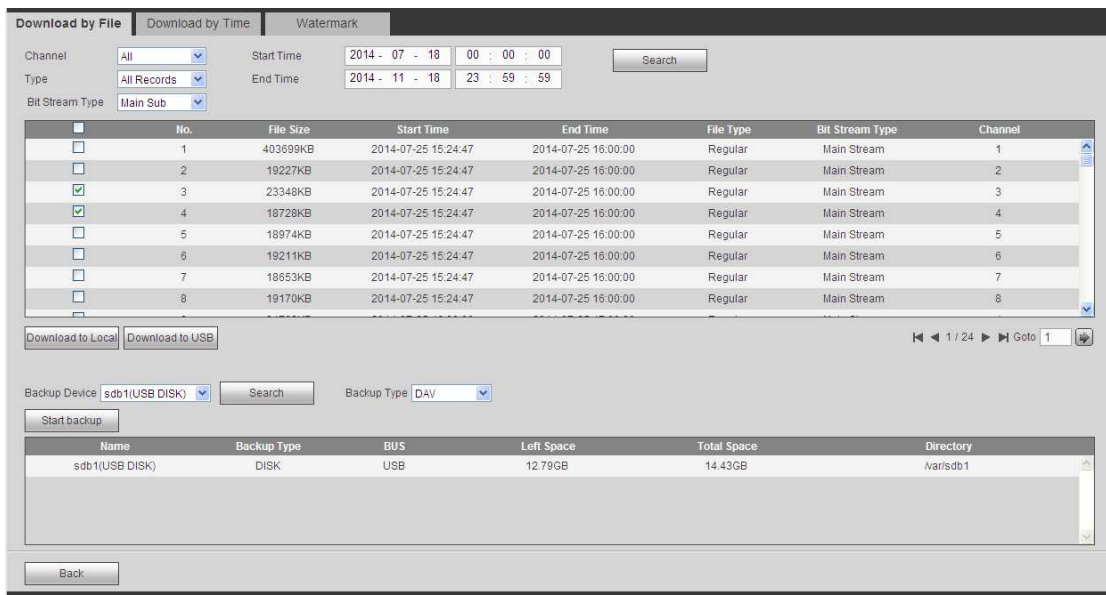 Download by File Download by Time Watermark
Channel All Start Time 2014 - 07 - 18 00 : 00 : 00 Search
Type All Records End Time 2014 - 11 - 18 23 : 59 : 59
Bit Stream Type Main Sub
No. File Size Start Time End Time File Type Bit Stream Type Channel
1 403699KB 2014-07-25 15:24:47 2014-07-25 16:00:00 Regular Main Stream 1
2 19227KB 2014-07-25 15:24:47 2014-07-25 16:00:00 Regular Main Stream 2
3 23348KB 2014-07-25 15:24:47 2014-07-25 16:00:00 Regular Main Stream 3
4 18728KB 2014-07-25 15:24:47 2014-07-25 16:00:00 Regular Main Stream 4
5 18974KB 2014-07-25 15:24:47 2014-07-25 16:00:00 Regular Main Stream 5
6 19211KB 2014-07-25 15:24:47 2014-07-25 16:00:00 Regular Main Stream 6
7 18653KB 2014-07-25 15:24:47 2014-07-25 16:00:00 Regular Main Stream 7
8 19170KB 2014-07-25 15:24:47 2014-07-25 16:00:00 Regular Main Stream 8
Download to Local Download to USB 1 / 24 Goto 1
Backup Device sdb1(USB DISK) Search Backup Type DAV
Start backup
Name Backup Type BUS Left Space Total Space Directory
sdb1(USB DISK) DISK USB 12.79GB 14.43GB /var/sdb1
Back